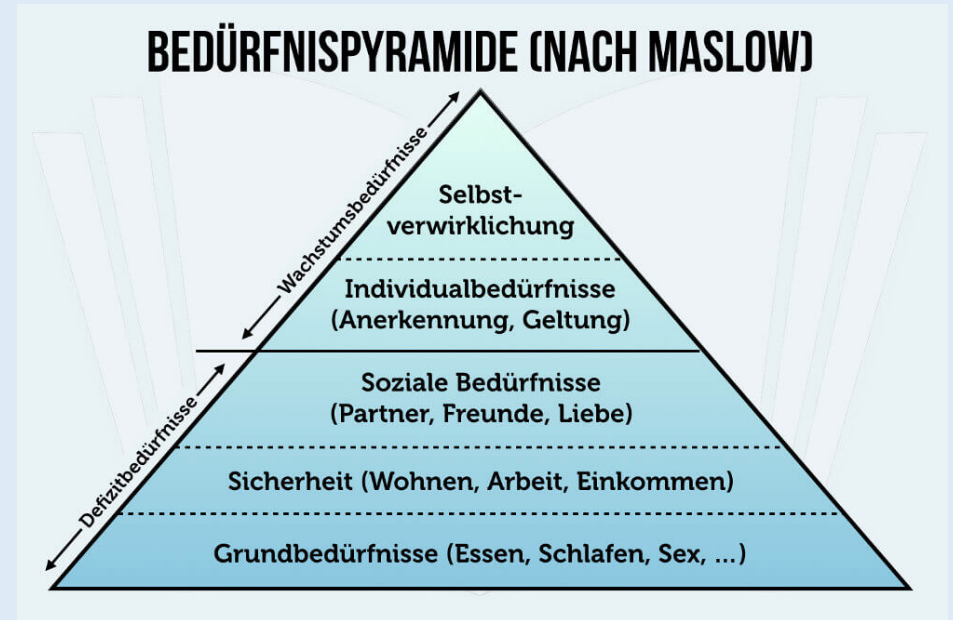 BEDÜRFNISPYRAMIDE (NACH MASLOW)
Wachstumsbedürfnisse
Selbst-
verwirklichung
Individualbedürfnisse
(Anerkennung, Geltung)
Defizitbedürfnisse
Soziale Bedürfnisse
(Partner, Freunde, Liebe)
Sicherheit (Wohnen, Arbeit, Einkommen)
Grundbedürfnisse (Essen, Schlafen, Sex, ...)